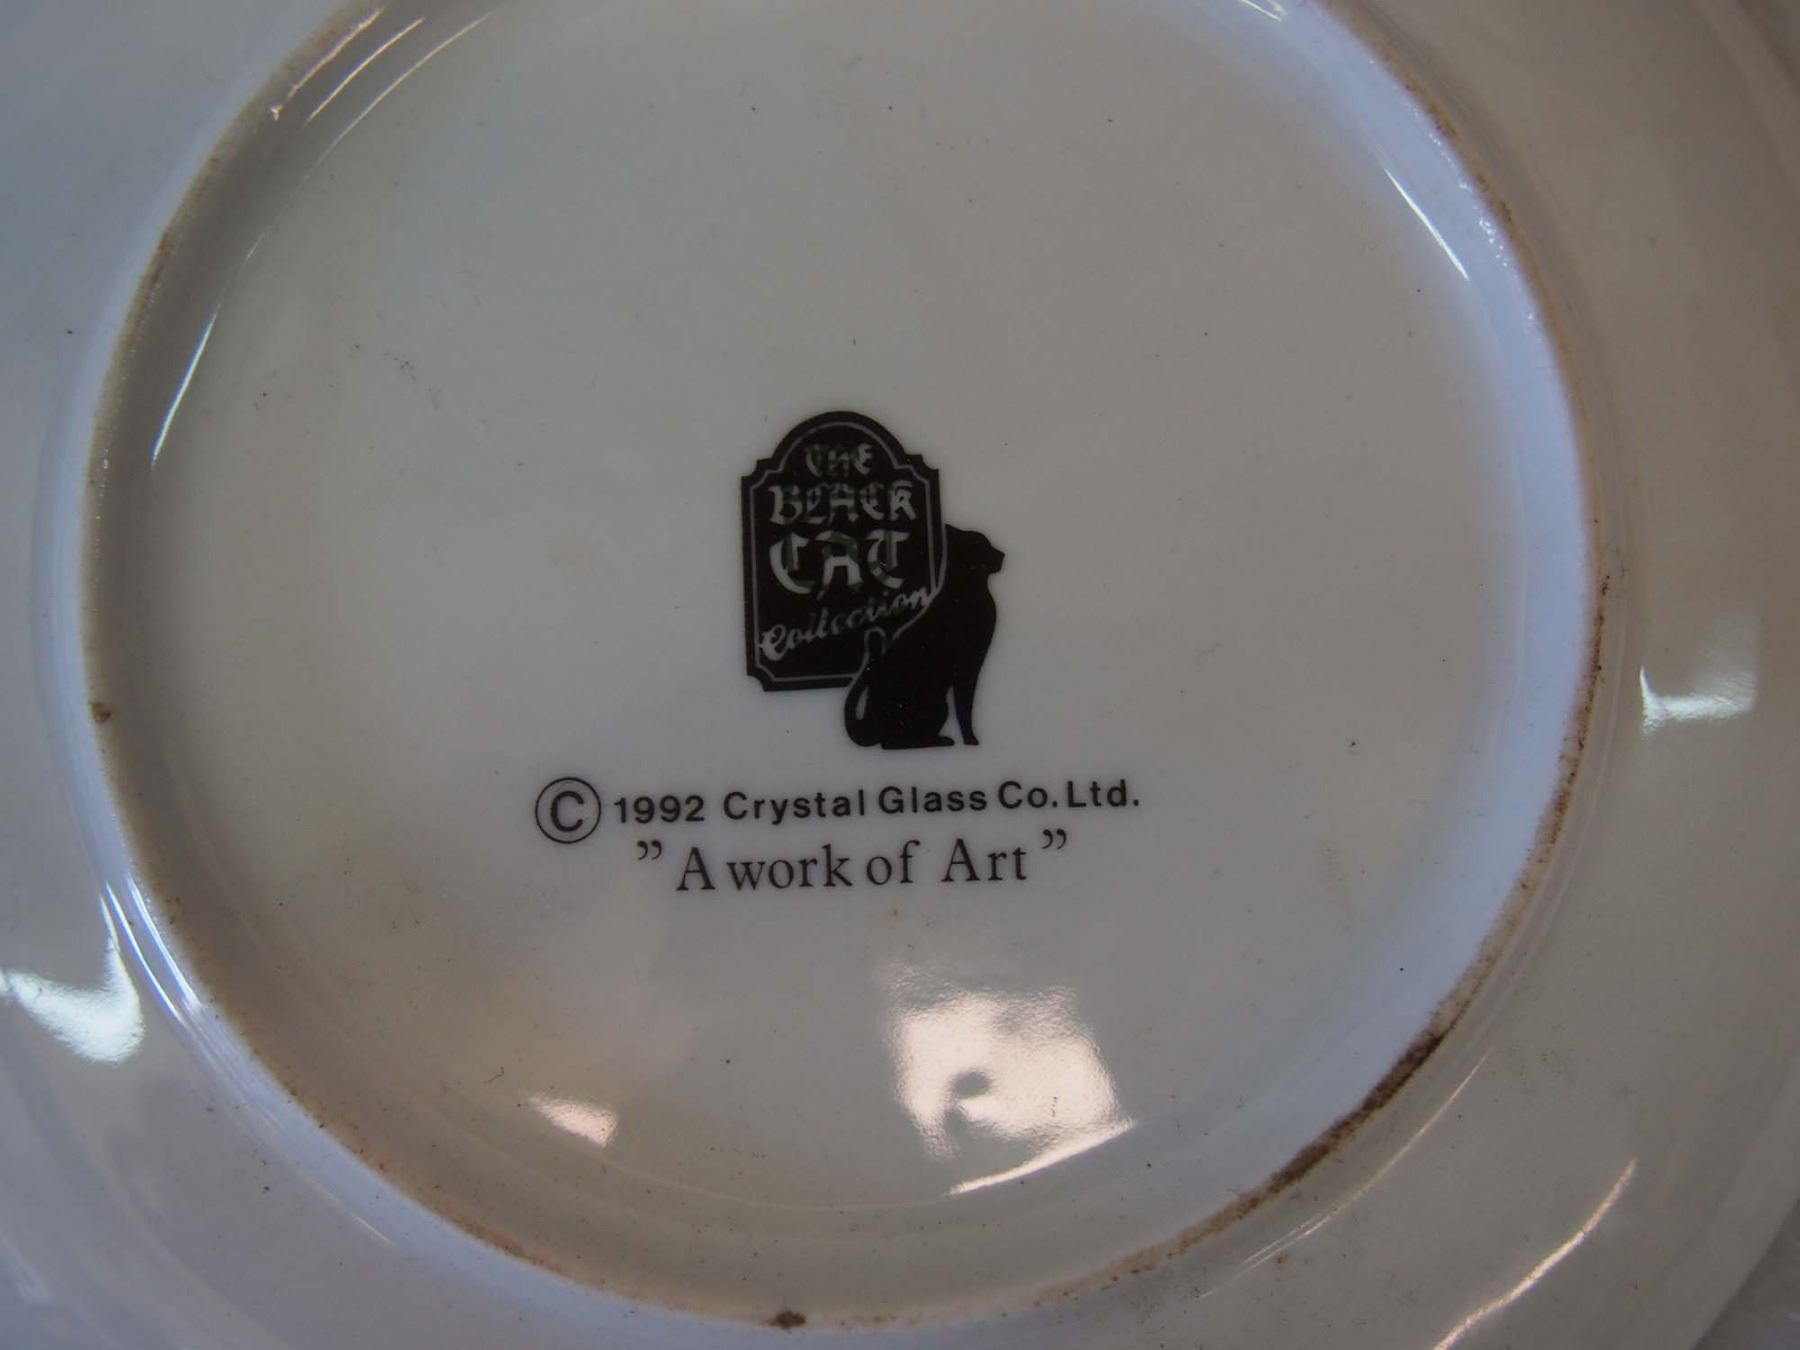 THE
BLACK
CAT
Collection
© 1992 Crystal Glass Co. Ltd.
” A work of Art ”